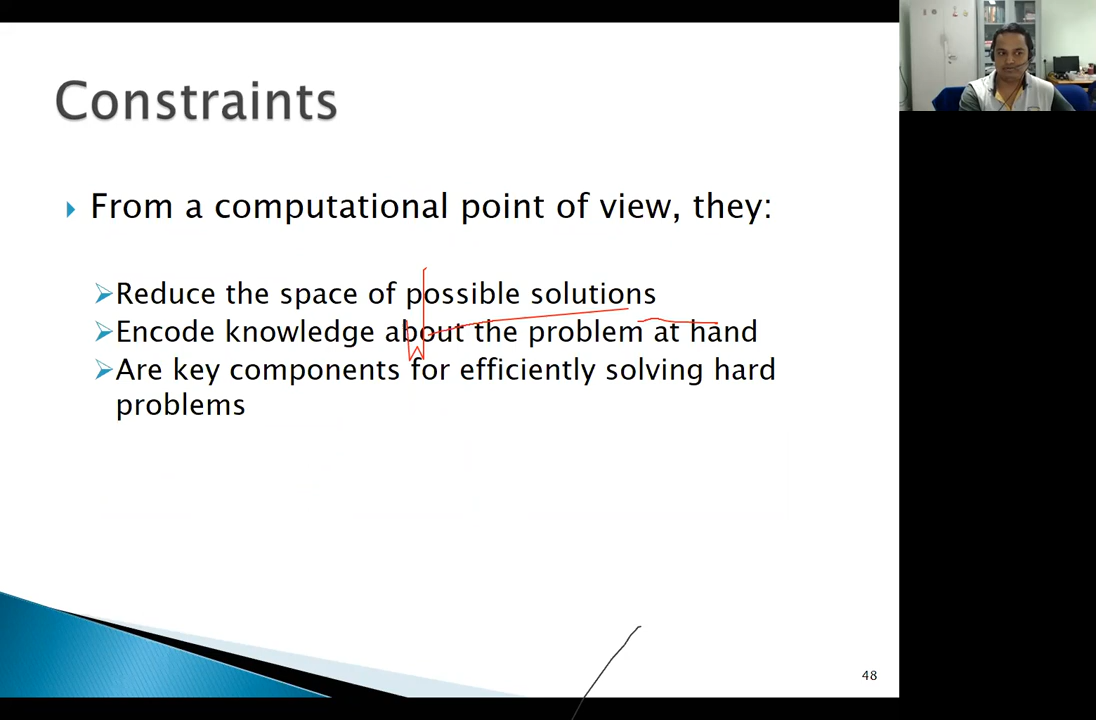 Constraints
From a computational point of view, they:
Reduce the space of possible solutions
Encode knowledge about the problem at hand
Are key components for efficiently solving hard
problems
48